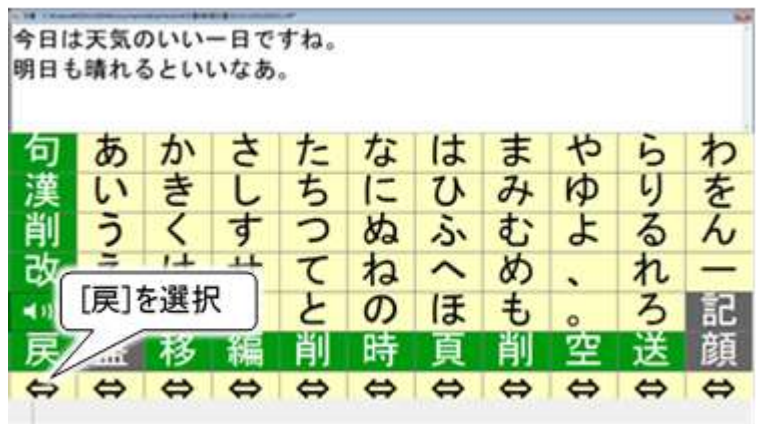 今日は天気のいい一日ですね。
明日も晴れるといいなあ。
句 あ か さ た な は ま や ら わ
漢 い き し ち に ひ み ゆ り を
削 う く す つ ぬ ふ む よ る ん
改 て ね へ め 、 れ ー
と の ほ も 。 ろ 記
[戻]を選択
戻 移 編 削 時 頁 削 空 送 顔
⇔ ⇔ ⇔ ⇔ ⇔ ⇔ ⇔ ⇔ ⇔ ⇔ ⇔